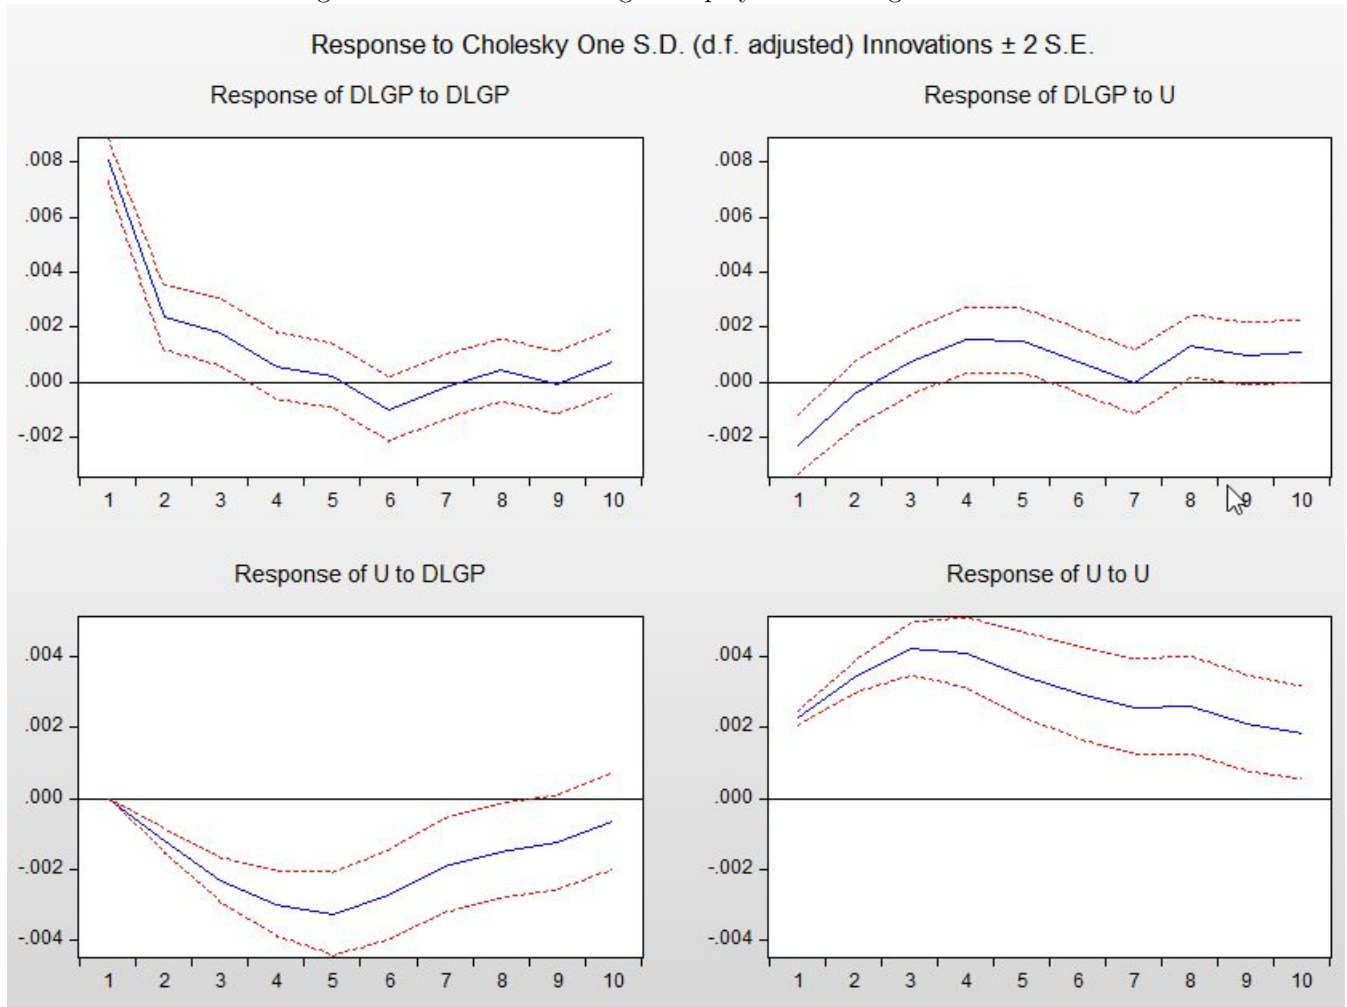 Response to Cholesky One S.D. (d.f. adjusted) Innovations ± 2 S.E.
Response of DLGP to DLGP
.008
.006
.004
.002
.000
-.002
1 2 3 4 5 6 7 8 9 10
Response of DLGP to U
.008
.006
.004
.002
.000
-.002
1 2 3 4 5 6 7 8 9 10
Response of U to DLGP
.004
.002
.000
-.002
-.004
1 2 3 4 5 6 7 8 9 10
Response of U to U
.004
.002
.000
-.002
-.004
1 2 3 4 5 6 7 8 9 10